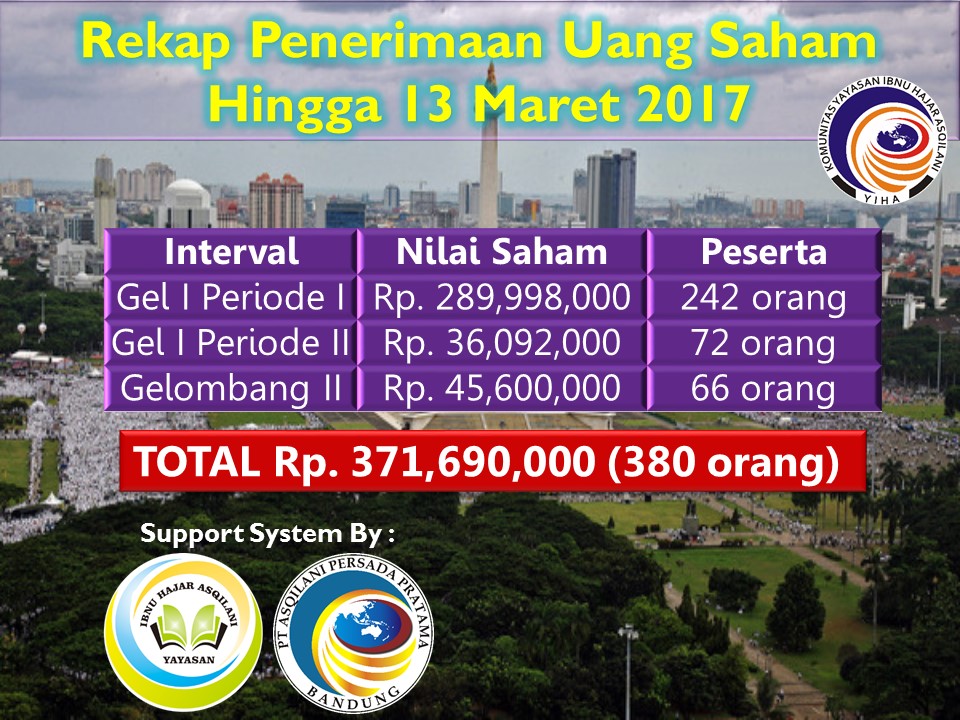 Rekap Penerimaan Uang Saham
Hingga 13 Maret 2017
KOMUNITAS YAYASAN IBNU HAJAR ASQILANI
YIHA
Interval Nilai Saham Peserta
Gel I Periode I Rp. 289,998,000 242 orang
Gel I Periode II Rp. 36,092,000 72 orang
Gelombang II Rp. 45,600,000 66 orang
TOTAL Rp. 371,690,000 (380 orang)
Support System By :
IBNU HAJAR ASQILANI
YAYASAN
PT ASQILANI PERSADA PRATAMA
BANDUNG